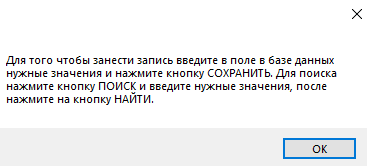 Для того чтобы занести запись введите в поле в базе данных
нужные значения и нажмите кнопку СОХРАНИТЬ. Для поиска
нажмите кнопку ПОИСК и введите нужные значения, после
нажмите на кнопку НАЙТИ.
OK